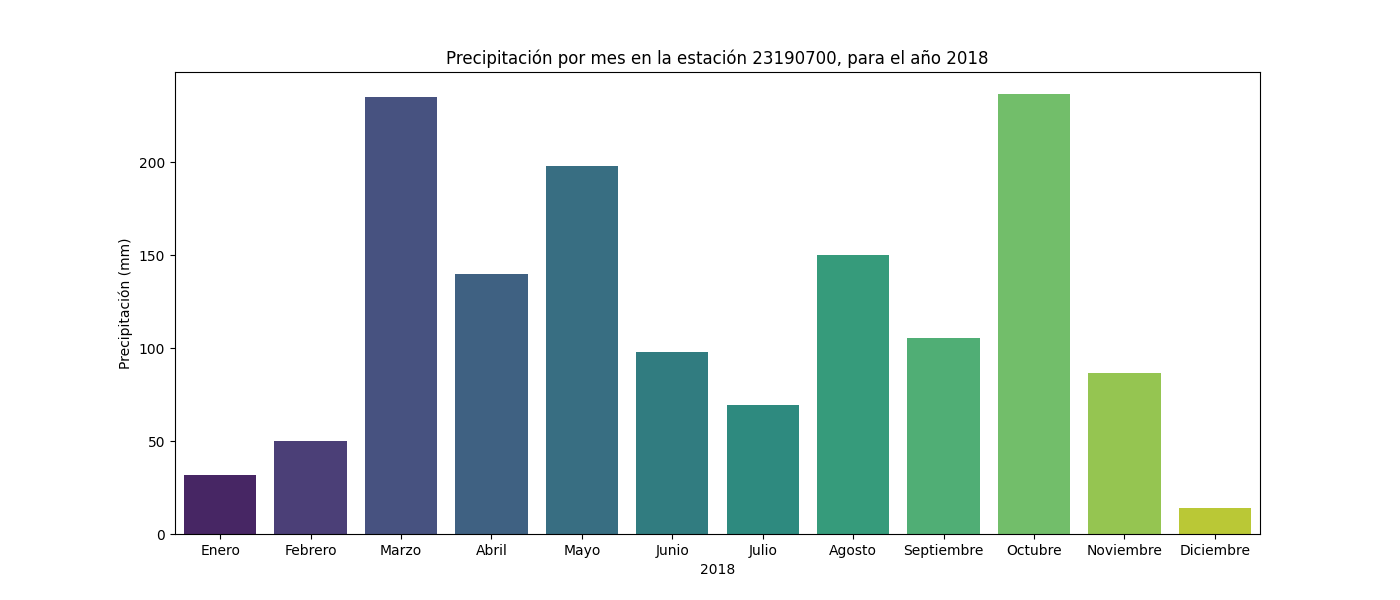 Precipitación por mes en la estación 23190700, para el año 2018
Precipitación (mm)
200
150
100
50
0
Enero Febrero Marzo Abril Mayo Junio Julio Agosto Septiembre Octubre Noviembre Diciembre
2018